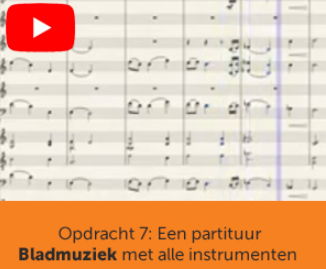 Opdracht 7: Een partituur
Bladmuziek met alle instrumenten